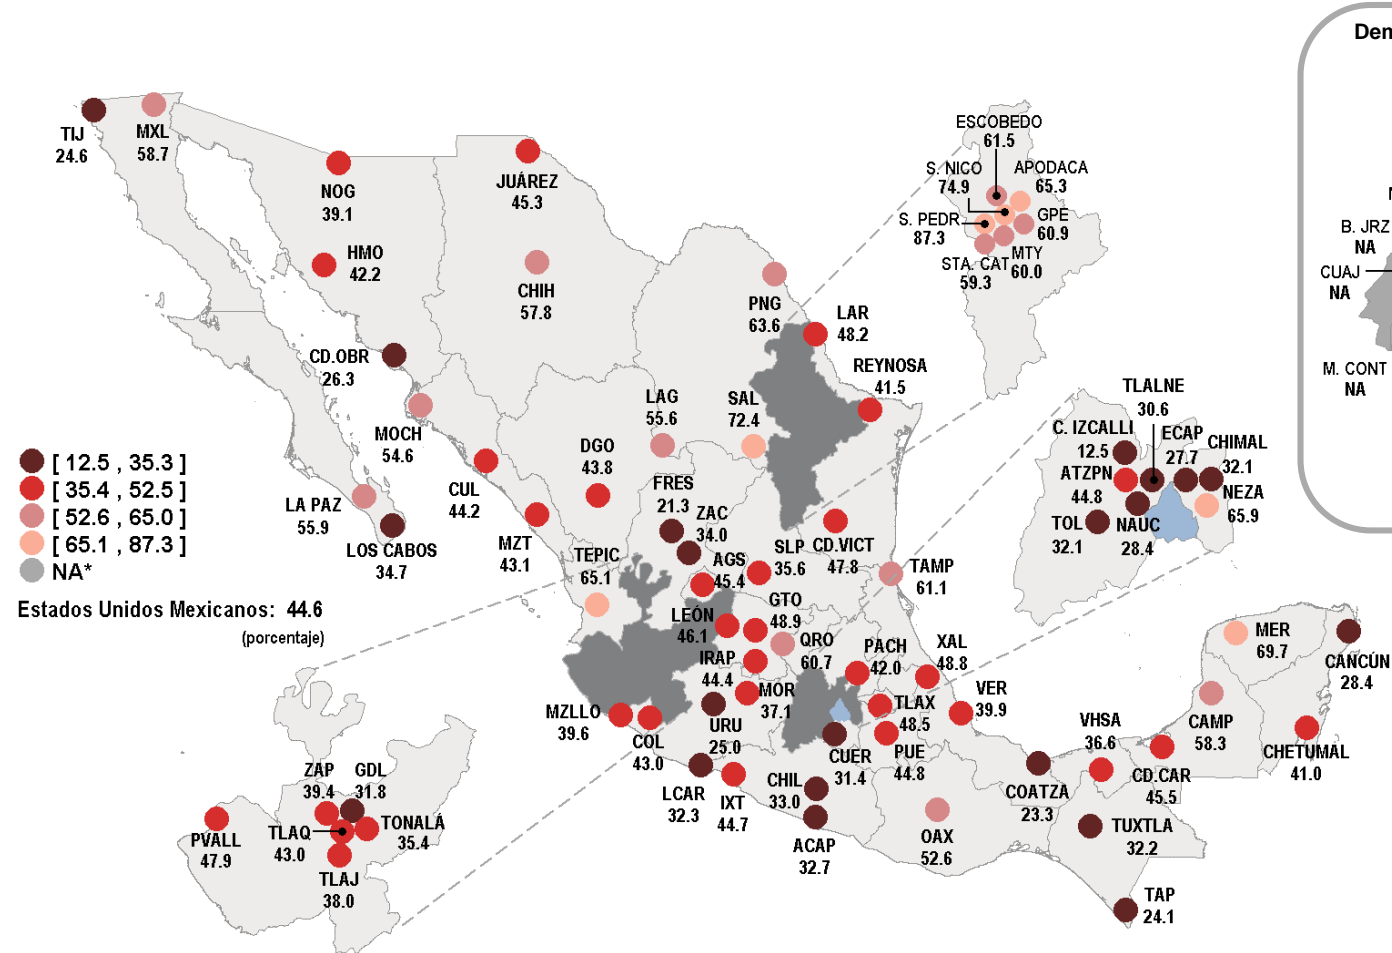 Den
TIJ
24.6
MXL
58.7
NOG
39.1
HMO
42.2
JUÁREZ
45.3
CHIH
57.8
CD.OBR
26.3
MOCH
54.6
CUL
44.2
LA PAZ
55.9
LOS CABOS
34.7
MZT
43.1
DGO
43.8
LAG
55.6
SAL
72.4
PNG
63.6
LAR
48.2
REYNOSA
41.5
ESCOBEDO
61.5
S. NICO
74.9
APODACA
65.3
S. PEDR
87.3
GPE
60.9
MTY
60.0
STA. CAT
59.3
B. JRZ
NA
CUAJ
NA
M. CONT
NA
TLALNE
30.6
C. IZCALLI
12.5
ECAP
27.7
CHIMAL
32.1
ATZPN
44.8
NEZA
65.9
TOL
32.1
NAUC
28.4
[ 12.5 , 35.3 ]
[ 35.4 , 52.5 ]
[ 52.6 , 65.0 ]
[ 65.1 , 87.3 ]
NA*
Estados Unidos Mexicanos: 44.6
(porcentaje)
FRES
21.3
ZAC
34.0
TEPIC
65.1
AGS
45.4
SLP
35.6
CD.VICT
47.8
TAMP
61.1
LEÓN
46.1
GTO
48.9
QRO
60.7
IRAP
44.4
MOR
37.1
PACH
42.0
XAL
48.8
VER
39.9
TLAX
48.5
PUE
44.8
MZLLO
39.6
COL
43.0
URU
25.0
CUER
31.4
LCAR
32.3
IXT
44.7
CHIL
33.0
ACAP
32.7
OAX
52.6
COATZA
23.3
VHSA
36.6
CD.CAR
45.5
CAMP
58.3
MER
69.7
CANCÚN
28.4
CHETUMAL
41.0
TUXTLA
32.2
TAP
24.1
ZAP
39.4
GDL
31.8
PVALL
47.9
TLAQ
43.0
TONALÁ
35.4
TLAJ
38.0